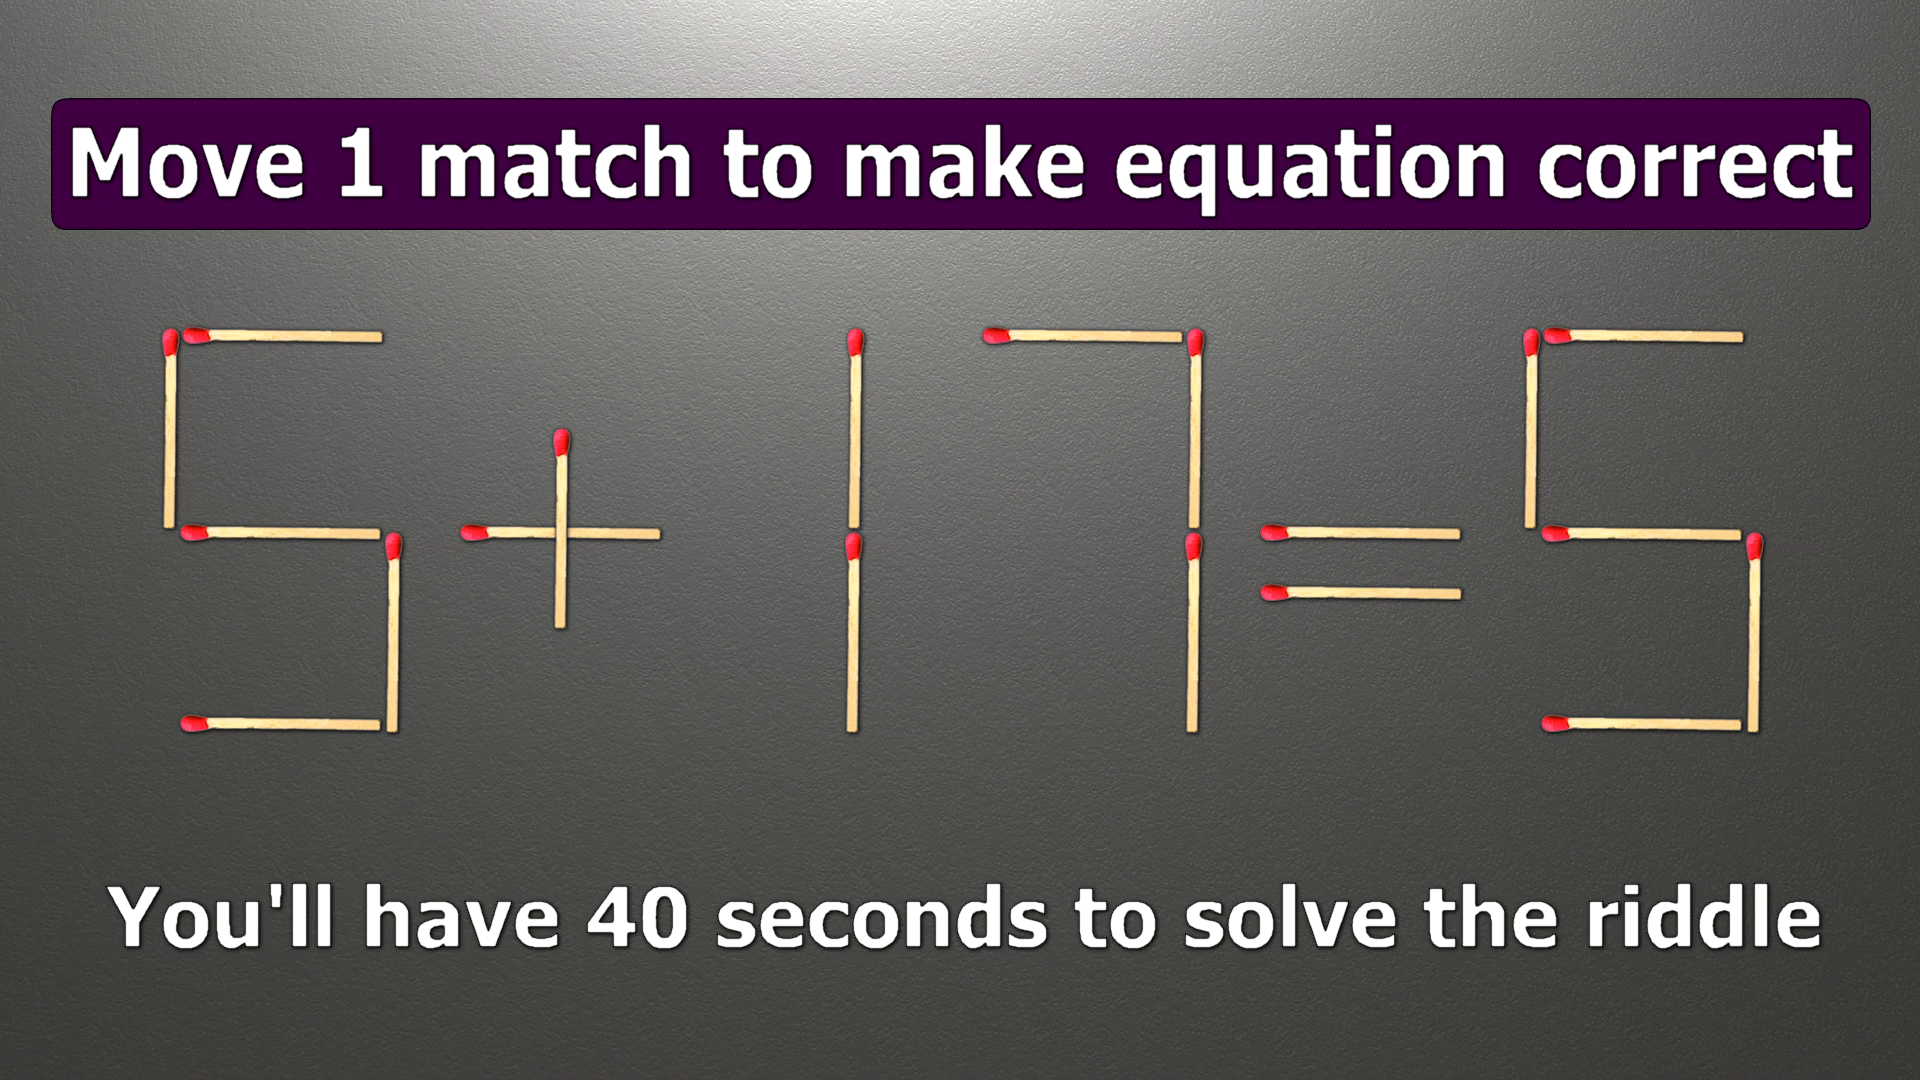 Move 1 match to make equation correct
5+17=5
You'll have 40 seconds to solve the riddle